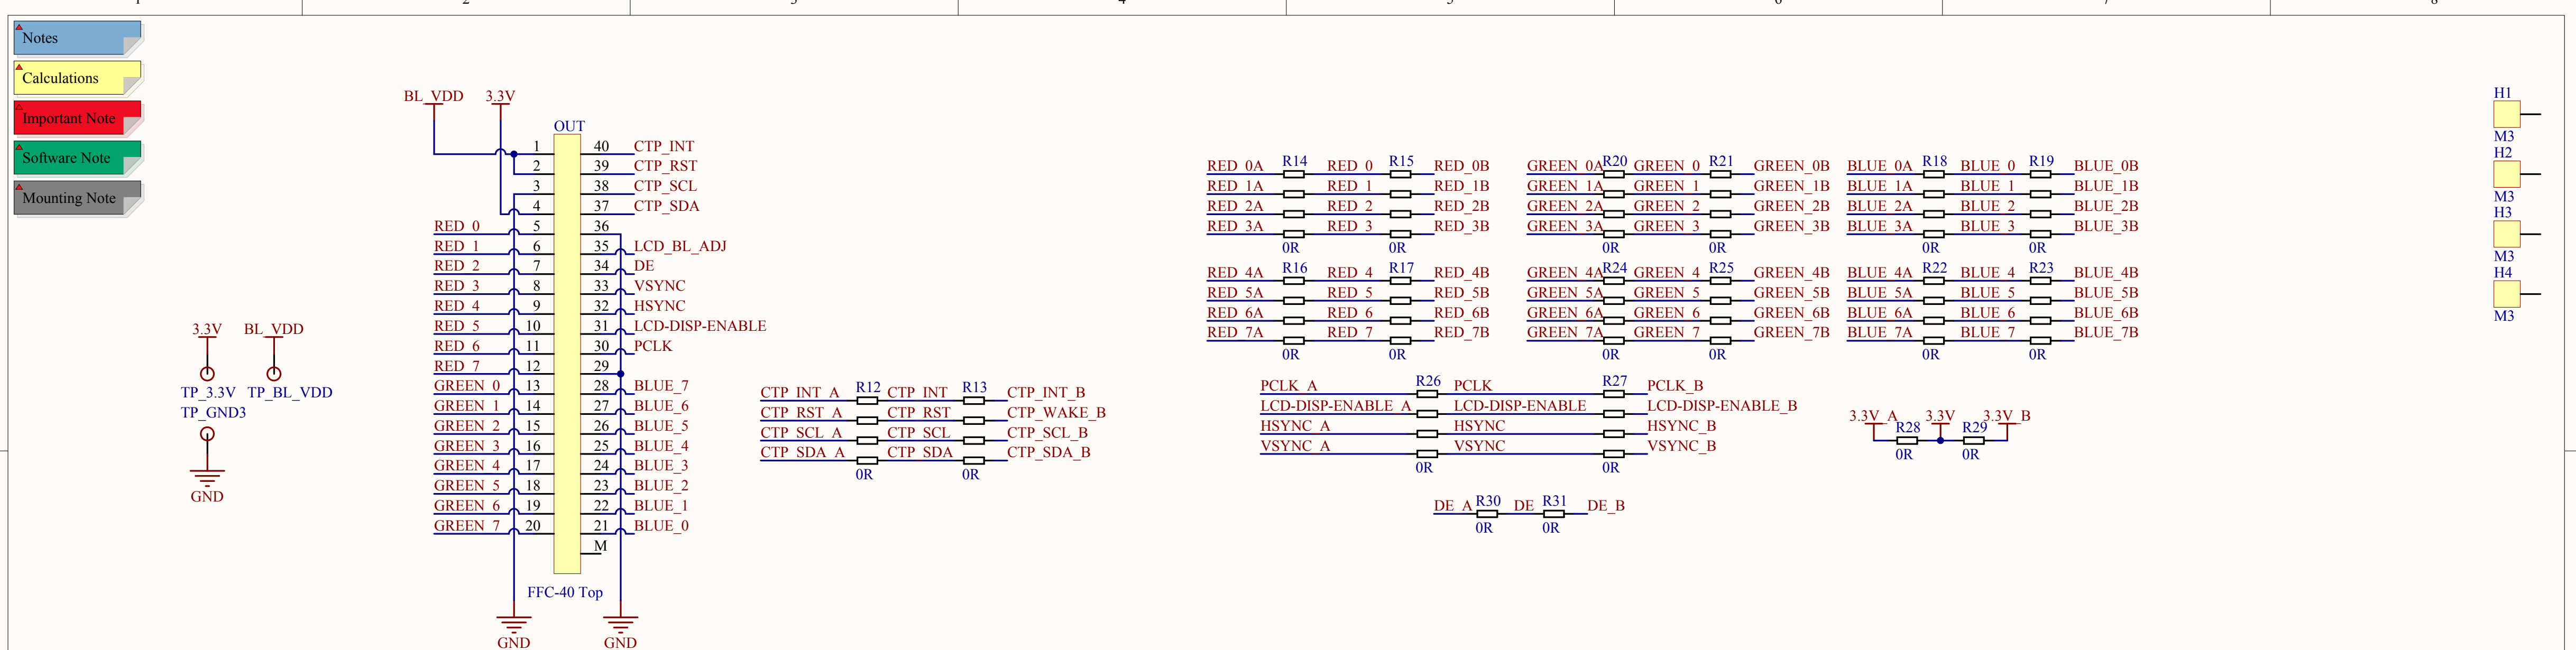 1 2 3 4 5 6 7 8
Notes
Calculations
Important Note
Software Note
Mounting Note
3.3V BL_VDD
TP_3.3V TP_BL_VDD
TP_GND3
GND
BL_VDD 3.3V
OUT
1 40 CTP_INT
2 39 CTP_RST
3 38 CTP_SCL
4 37 CTP_SDA
RED_0 5 36
RED_1 6 35 LCD_BL_ADJ
RED_2 7 34 DE
RED_3 8 33 VSYNC
RED_4 9 32 HSYNC
RED_5 10 31 LCD-DISP-ENABLE
RED_6 11 30 PCLK
RED_7 12 29
GREEN_0 13 28 BLUE_7
GREEN_1 14 27 BLUE_6
GREEN_2 15 26 BLUE_5
GREEN_3 16 25 BLUE_4
GREEN_4 17 24 BLUE_3
GREEN_5 18 23 BLUE_2
GREEN_6 19 22 BLUE_1
GREEN_7 20 21 BLUE_0
M
FFC-40 Top
GND GND
CTP_INT_A R12 CTP_INT R13 CTP_INT_B
CTP_RST_A CTP_RST CTP_WAKE_B
CTP_SCL_A CTP_SCL CTP_SCL_B
CTP_SDA_A CTP_SDA CTP_SDA_B
0R 0R
RED_0A R14 RED_0 R15 RED_0B
RED_1A RED_1 RED_1B
RED_2A RED_2 RED_2B
RED_3A RED_3 RED_3B
0R 0R
RED_4A R16 RED_4 R17 RED_4B
RED_5A RED_5 RED_5B
RED_6A RED_6 RED_6B
RED_7A RED_7 RED_7B
0R 0R
GREEN_0A R20 GREEN_0 R21 GREEN_0B
GREEN_1A GREEN_1 GREEN_1B
GREEN_2A GREEN_2 GREEN_2B
GREEN_3A GREEN_3 GREEN_3B
0R 0R
GREEN_4A R24 GREEN_4 R25 GREEN_4B
GREEN_5A GREEN_5 GREEN_5B
GREEN_6A GREEN_6 GREEN_6B
GREEN_7A GREEN_7 GREEN_7B
0R 0R
BLUE_0A R18 BLUE_0 R19 BLUE_0B
BLUE_1A BLUE_1 BLUE_1B
BLUE_2A BLUE_2 BLUE_2B
BLUE_3A BLUE_3 BLUE_3B
0R 0R
BLUE_4A R22 BLUE_4 R23 BLUE_4B
BLUE_5A BLUE_5 BLUE_5B
BLUE_6A BLUE_6 BLUE_6B
BLUE_7A BLUE_7 BLUE_7B
0R 0R
PCLK_A R26 PCLK R27 PCLK_B
LCD-DISP-ENABLE_A LCD-DISP-ENABLE LCD-DISP-ENABLE_B
HSYNC_A HSYNC HSYNC_B
VSYNC_A VSYNC VSYNC_B
0R 0R
DE_A R30 DE R31 DE_B
0R 0R
3.3V_A 3.3V 3.3V_B
R28 R29
0R 0R
H1
M3
H2
M3
H3
M3
H4
M3